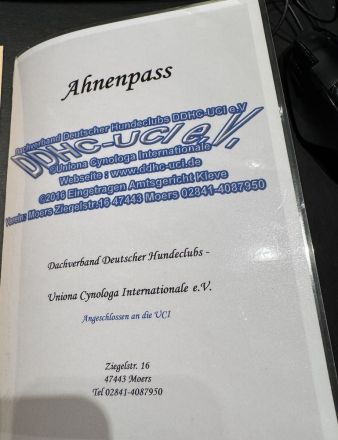 Ahnenpass
Dachverband Deutscher Hundeclubs DDHC-UCI e.V
DDHC-UCI e.V.
©Uniona Cynologa Internationale
Webseite : www.ddhc-uci.de
©2016 Eingetragen Amtsgericht Kleve
Verein: Moers Ziegelstr.16 47443 Moers 02841-4087950
Dachverband Deutscher Hundeclubs -
Uniona Cynologa Internationale e.V.
Angeschlossen an die UCI
Ziegelstr. 16
47443 Moers
Tel 02841-4087950